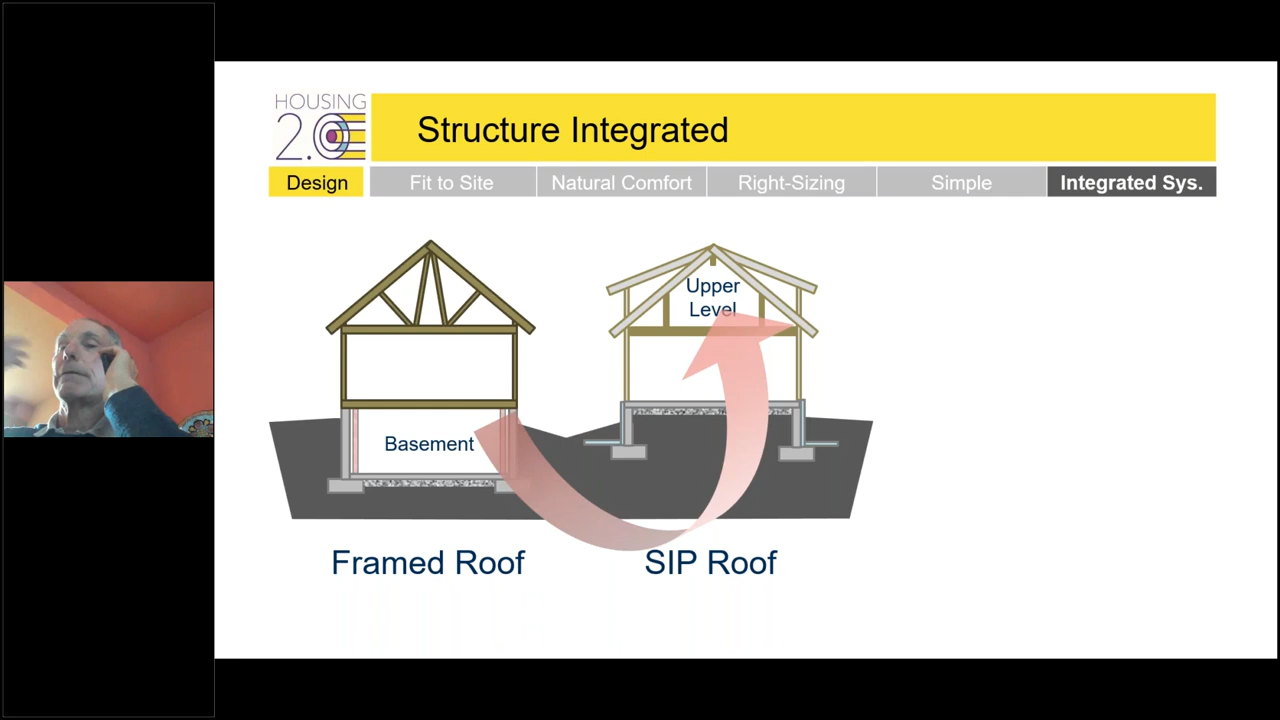 HOUSING
2.0
Structure Integrated
Design
Fit to Site
Natural Comfort
Right-Sizing
Simple
Integrated Sys.
Upper
Level
Basement
Framed Roof
SIP Roof